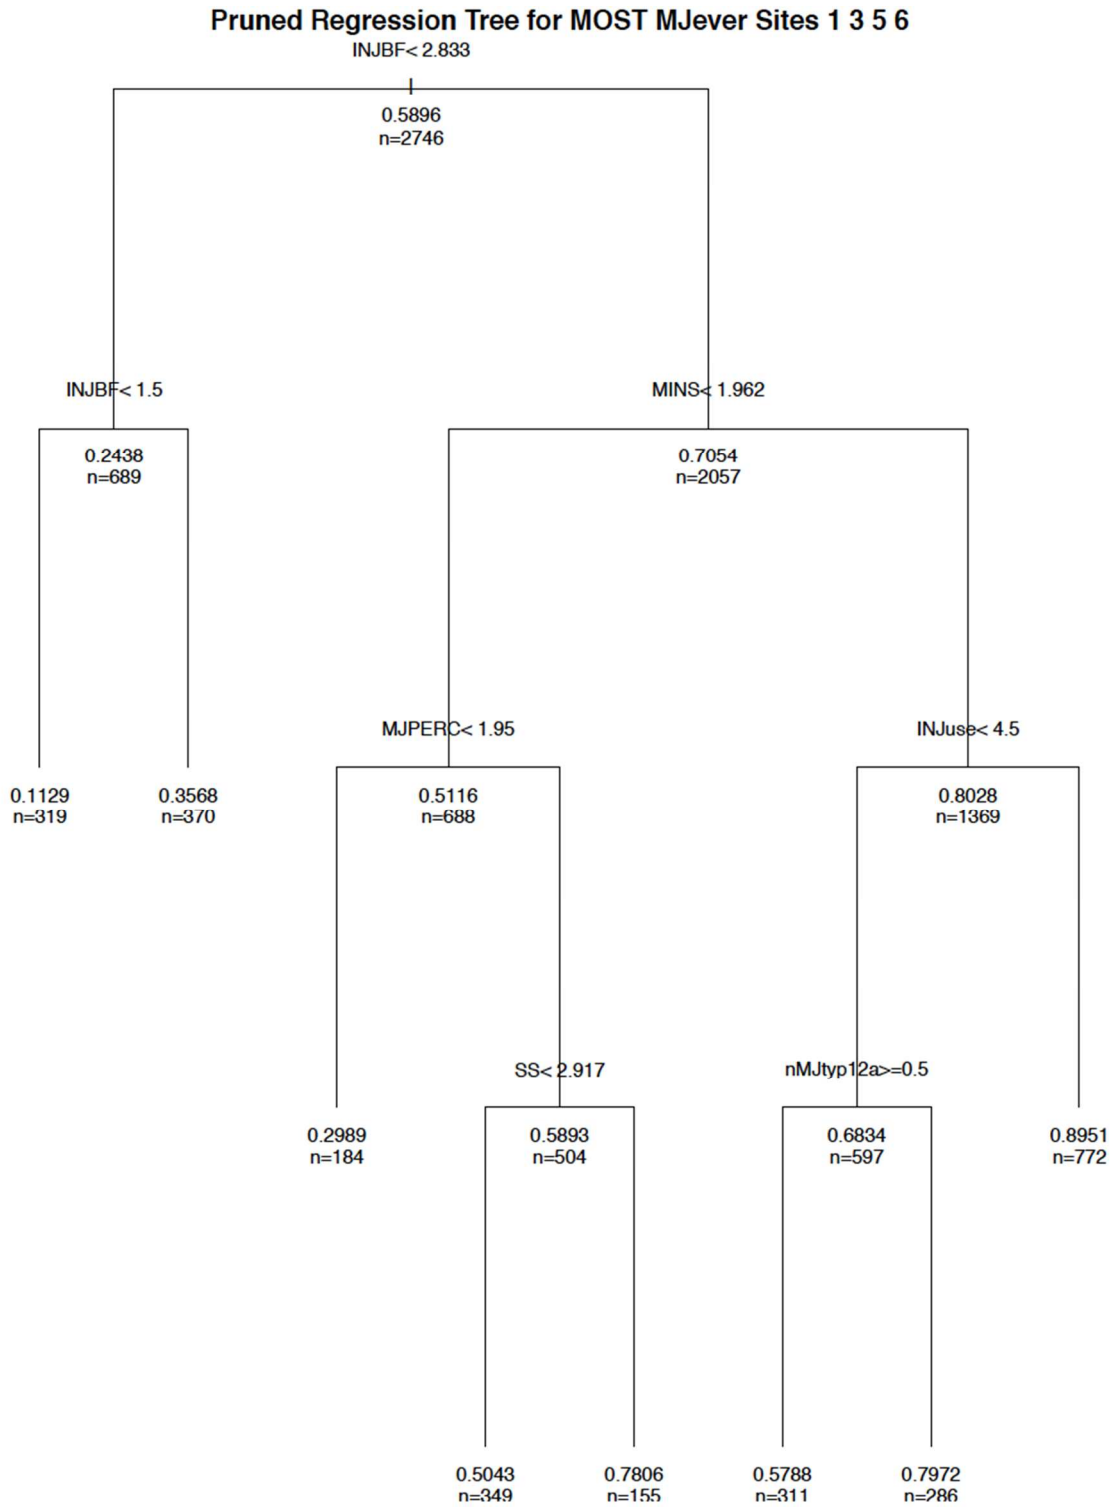 Pruned Regression Tree for MOST MJever Sites 1 3 5 6
INJBF< 2.833
0.5896
n=2746
INJBF< 1.5
MINS< 1.962
0.2438
n=689
0.7054
n=2057
MJPERC< 1.95
INJuse< 4.5
0.1129
n=319
0.3568
n=370
0.5116
n=688
0.8028
n=1369
SS< 2.917
nMJtyp12a>=0.5
0.2989
n=184
0.5893
n=504
0.6834
n=597
0.8951
n=772
0.5043
n=349
0.7806
n=155
0.5788
n=311
0.7972
n=286